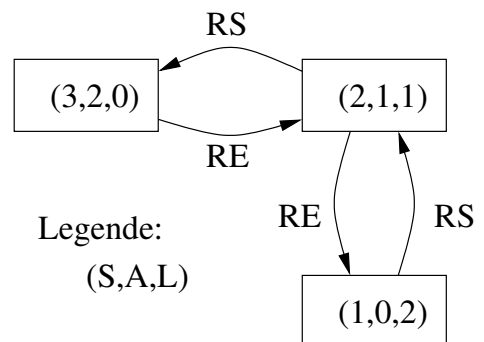 RS
(3,2,0)
(2,1,1)
RE
RE
RS
Legende:
(S,A,L)
(1,0,2)